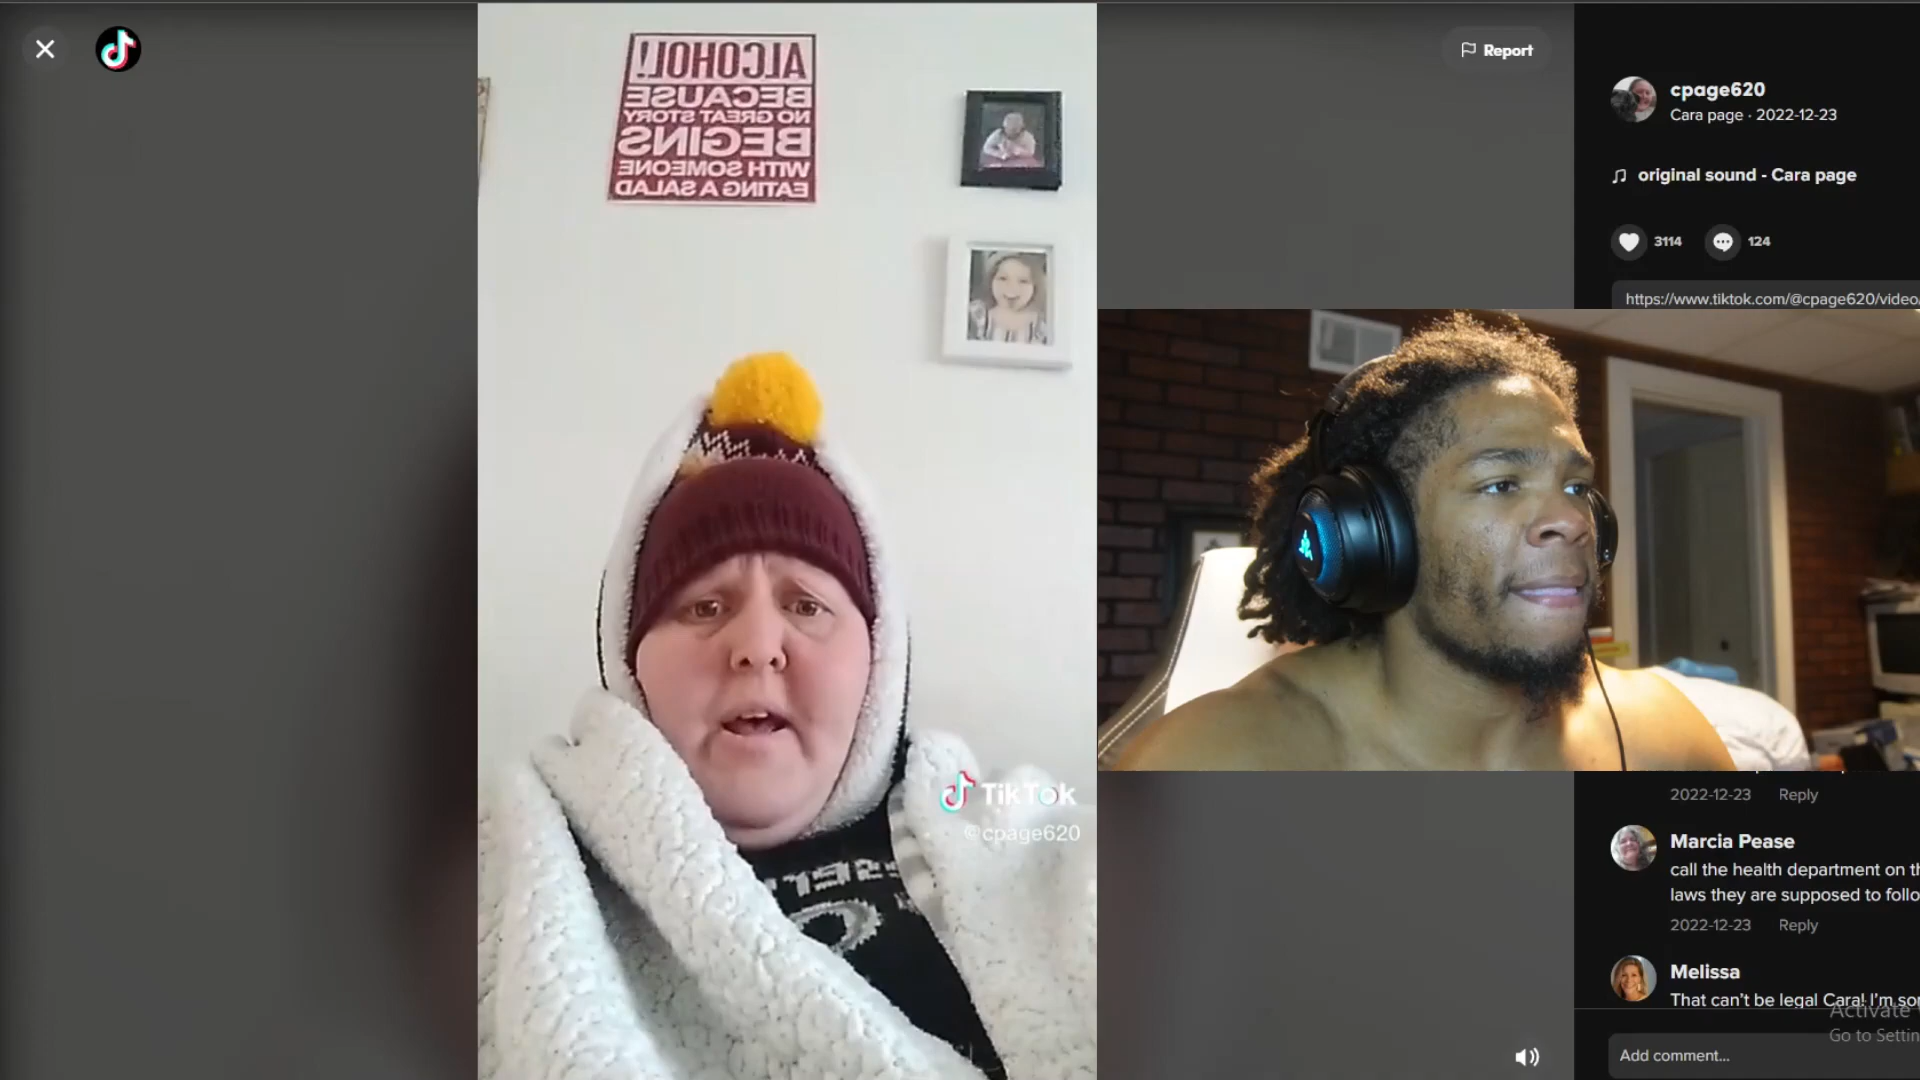 ALCOHOL!
BECAUSE
NO GREAT STORY
BEGINS
WITH SOMEONE
EATING A SALAD
TikTok
@cpage620
Report
cpage620
Cara page · 2022-12-23
original sound - Cara page
3114
124
https://www.tiktok.com/@cpage620/video/
2022-12-23 Reply
Marcia Pease
call the health department on
laws they are supposed to
2022-12-23 Reply
Melissa
That can't be legal Cara! I'm
Activate
Go to
Add comment...